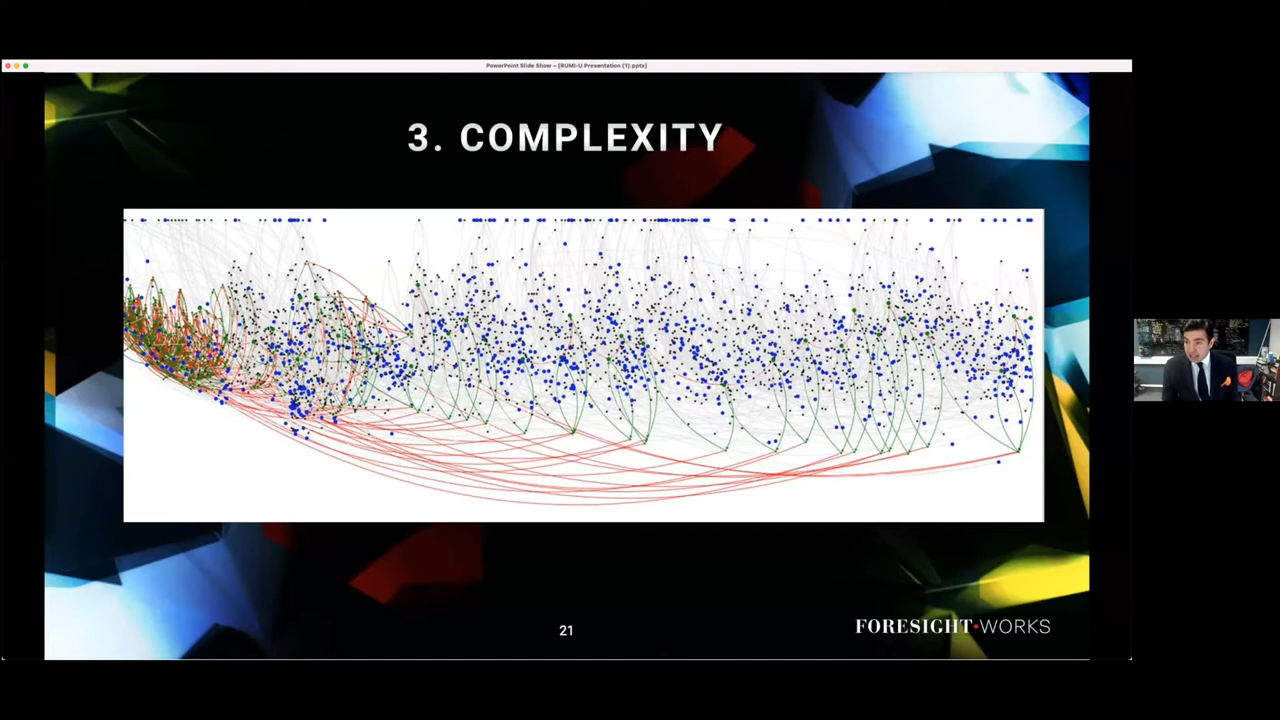 PowerPoint Slide Show – [RUMI-U Presentation (1).pptx]
3. COMPLEXITY
21
FORESIGHT•WORKS